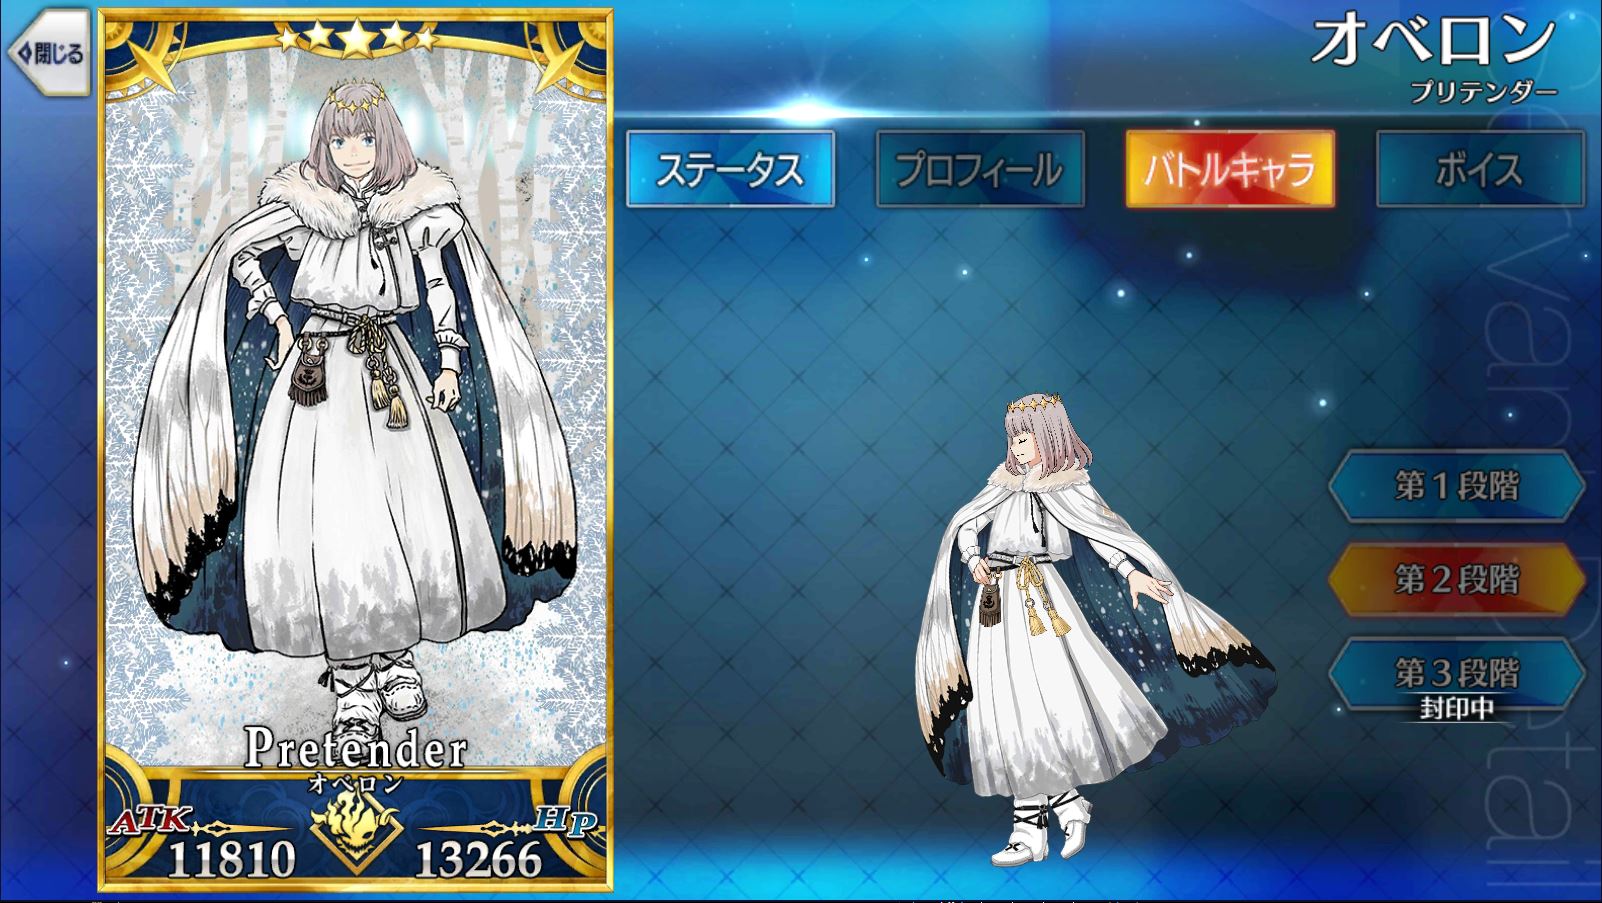 閉じる
オベロン
プリテンダー
ステータス
プロフィール
バトルキャラ
ボイス
Servant Detail
第1段階
第2段階
第3段階
封印中
Pretender
オベロン
ATK
HP
11810
13266